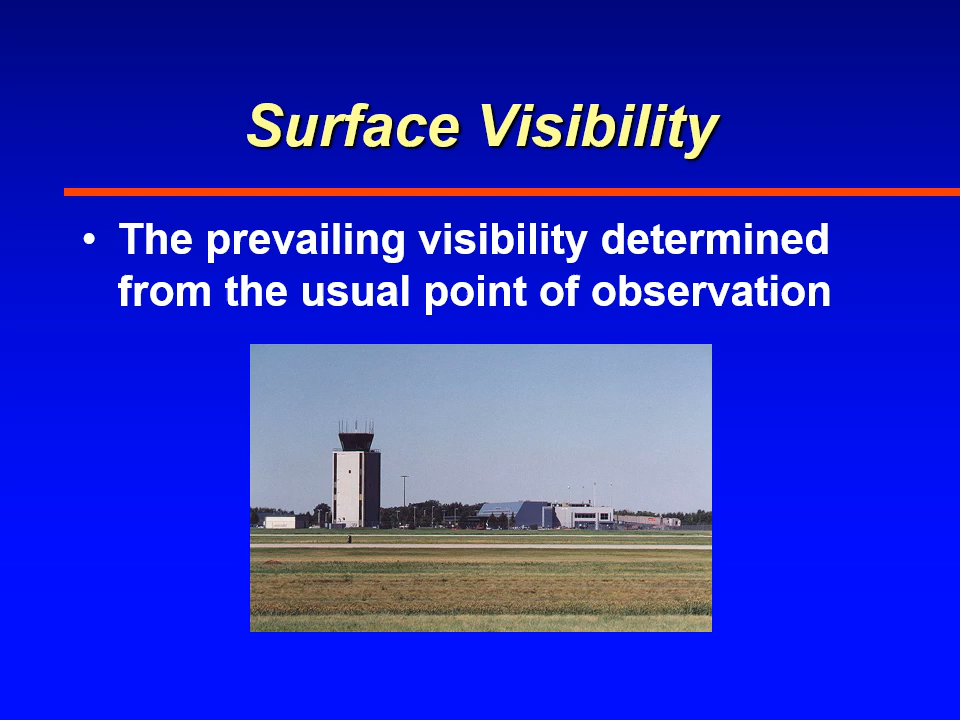 Surface Visibility
• The prevailing visibility determined
from the usual point of observation